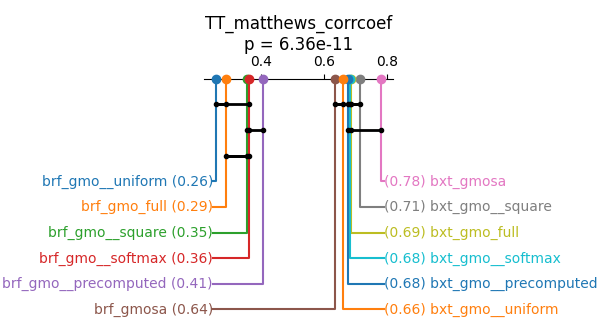 TT_matthews_corrcoef
p = 6.36e-11
0.4 0.6 0.8
brf_gmo__uniform (0.26)
(0.78) bxt_gmosa
brf_gmo_full (0.29)
(0.71) bxt_gmo__square
brf_gmo__square (0.35)
(0.69) bxt_gmo_full
brf_gmo__softmax (0.36)
(0.68) bxt_gmo__softmax
brf_gmo__precomputed (0.41)
(0.68) bxt_gmo__precomputed
brf_gmosa (0.64)
(0.66) bxt_gmo__uniform